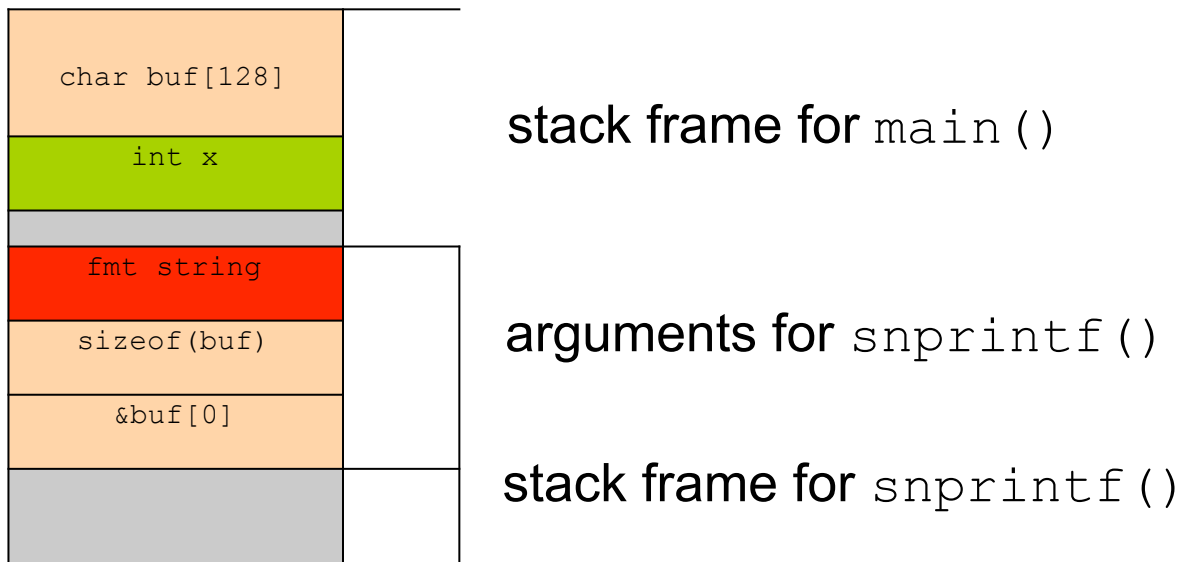 char buf[128]
stack frame for main()
int x
fmt string
sizeof(buf)
arguments for snprintf()
&buf[0]
stack frame for snprintf()